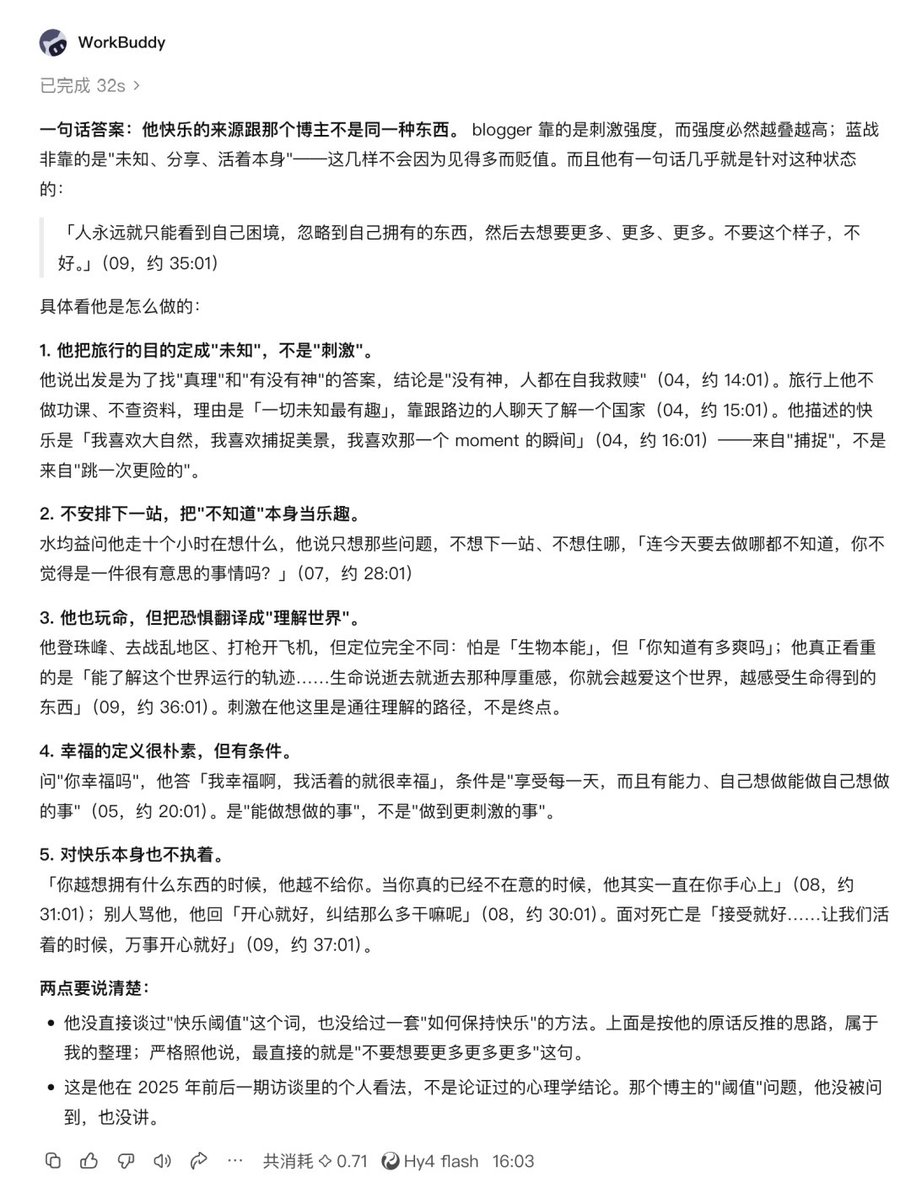 WorkBuddy
已完成 32s >
一句话答案：他快乐的来源跟那个博主不是同一种东西。 blogger 靠的是刺激强度，而强度必然越叠越高；蓝战
非靠的是"未知、分享、活着本身"——这几样不会因为见得多而贬值。而且他有一句话几乎就是针对这种状态
的：
「人永远就只能看到自己困境，忽略到自己拥有的东西，然后去想要更多、更多、更多。不要这个样子，不
好。」（09，约 35:01）
具体看他是怎么做的：
1. 他把旅行的目的定成"未知"，不是"刺激"。
他说出发是为了找"真理"和"有没有神"的答案，结论是"没有神，人都在自我救赎"（04，约 14:01）。旅行上他不
做功课、不查资料，理由是「一切未知最有趣」，靠跟路边的人聊天了解一个国家（04，约 15:01）。他描述的快
乐是「我喜欢大自然，我喜欢捕捉美景，我喜欢那一个 moment 的瞬间」（04，约 16:01）——来自"捕捉"，不是
来自"跳一次更险的"。
2. 不安排下一站，把"不知道"本身当乐趣。
水均益问他走十个小时在想什么，他说只想那些问题，不想下一站、不想住哪，「连今天要去做哪都不知道，你不
觉得是一件很有意思的事情吗？」（07，约 28:01）
3. 他也玩命，但把恐惧翻译成"理解世界"。
他登珠峰、去战乱地区、打枪开飞机，但定位完全不同：怕是「生物本能」，但「你知道有多爽吗」；他真正看重
的是「能了解这个世界运行的轨迹……生命说逝去就逝去那种厚重感，你就会越爱这个世界，越感受生命得到的
东西」（09，约 36:01）。刺激在他这里是通往理解的路径，不是终点。
4. 幸福的定义很朴素，但有条件。
问"你幸福吗"，他答「我幸福啊，我活着的就很幸福」，条件是"享受每一天，而且有能力、自己想做能做自己想做
的事"（05，约 20:01）。是"能做想做的事"，不是"做到更刺激的事"。
5. 对快乐本身也不执着。
「你越想拥有什么东西的时候，他越不给你。当你真的已经不在意的时候，他其实一直在你手心上」（08，约
31:01）；别人骂他，他回「开心就好，纠结那么多干嘛呢」（08，约 30:01）。面对死亡是「接受就好……让我们活
着的时候，万事开心就好」（09，约 37:01）。
两点要说清楚：
• 他没直接谈过"快乐阈值"这个词，也没给过一套"如何保持快乐"的方法。上面是按他的原话反推的思路，属于
我的整理；严格照他说，最直接的就是"不要想要更多更多更多"这句。
• 这是他在 2025 年前后一期访谈里的个人看法，不是论证过的心理学结论。那个博主的"阈值"问题，他没被问
到，也没讲。
共消耗 0.71 Hy4 flash 16:03